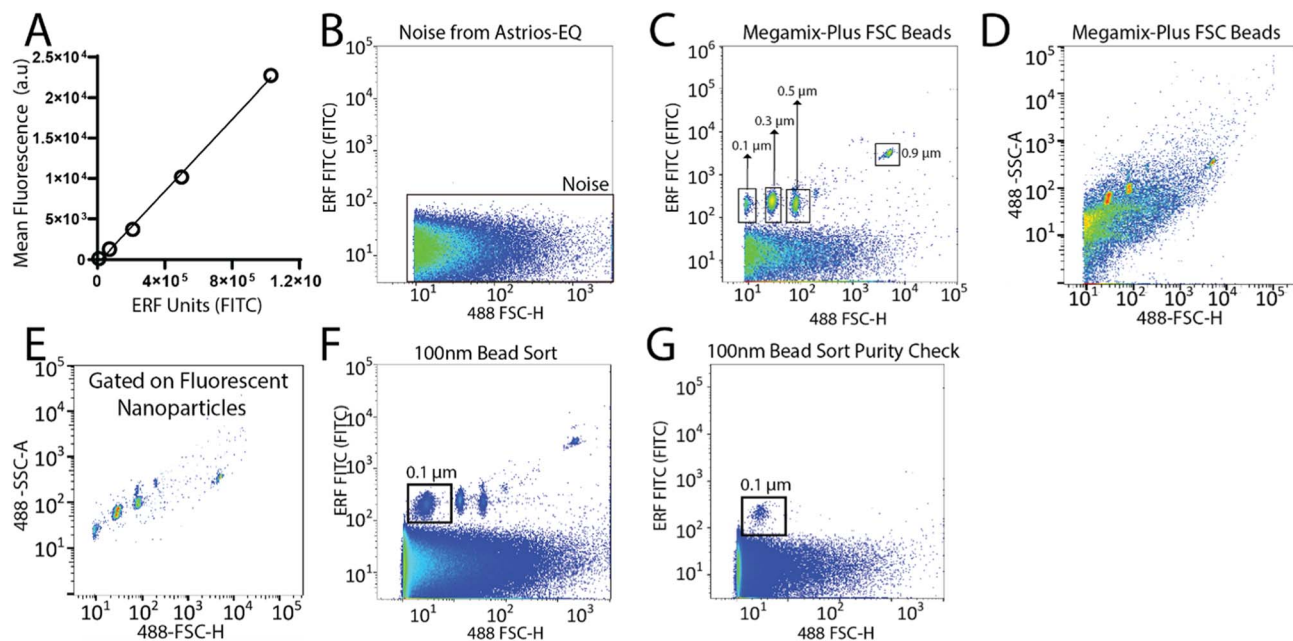 A
Mean Fluorescence (a.u)
2.5×10⁴
2×10⁴
1.5×10⁴
1×10⁴
5×10³
0
0 4×10⁵ 8×10⁵ 1.2×10
ERF Units (FITC)
B
Noise from Astrios-EQ
ERF FITC (FITC)
10⁵
10⁴
10³
10²
10¹
Noise
10¹ 10² 10³
488 FSC-H
C
Megamix-Plus FSC Beads
ERF FITC (FITC)
10⁶
10⁵
10⁴
10³
10²
10¹
0.5 µm
0.3 µm
0.1 µm
0.9 µm
10¹ 10² 10³ 10⁴ 10⁵
488 FSC-H
D
Megamix-Plus FSC Beads
488 -SSC-A
10⁵
10⁴
10³
10²
10¹
10¹ 10² 10³ 10⁴ 10⁵
488-FSC-H
E
Gated on Fluorescent
Nanoparticles
488 -SSC-A
10⁵
10⁴
10³
10²
10¹
10¹ 10² 10³ 10⁴ 10⁵
488-FSC-H
F
100nm Bead Sort
ERF FITC (FITC)
10⁵
10⁴
10³
10²
10¹
0.1 µm
10¹ 10² 10³
488 FSC-H
G
100nm Bead Sort Purity Check
ERF FITC (FITC)
10⁵
10⁴
10³
10²
10¹
0.1 µm
10¹ 10² 10³
488 FSC-H